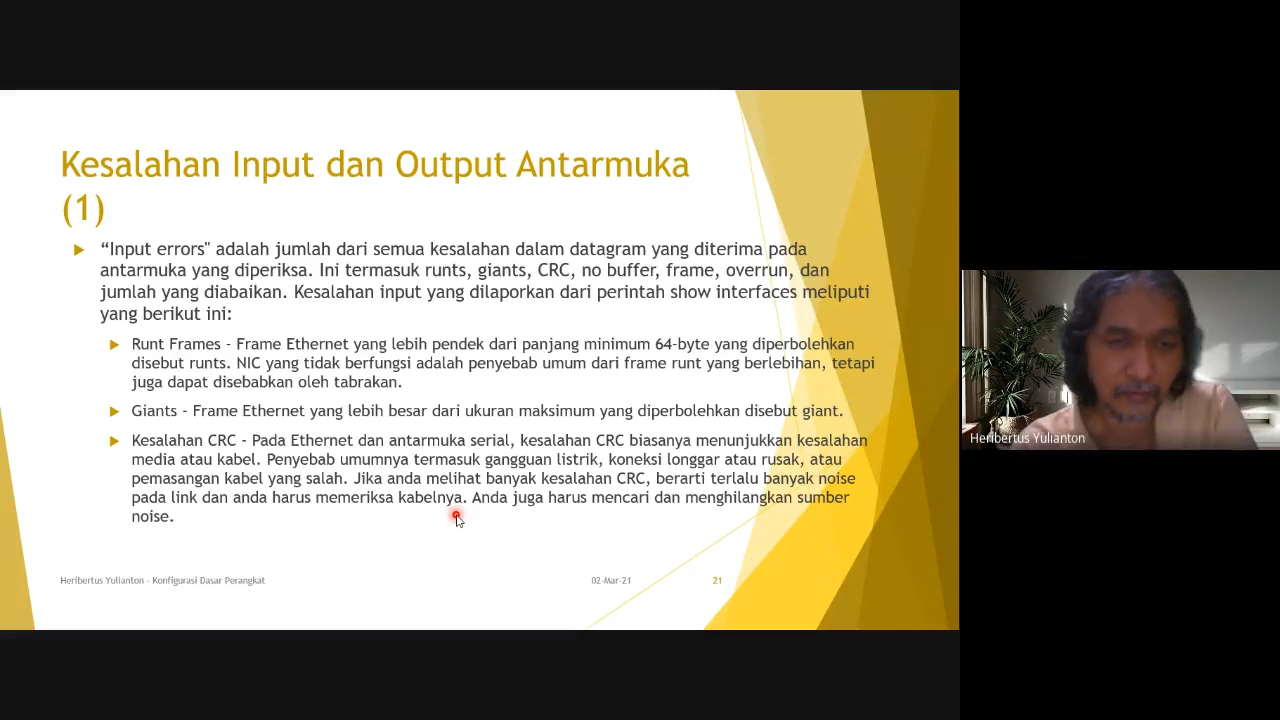 Kesalahan Input dan Output Antarmuka
(1)
“Input errors" adalah jumlah dari semua kesalahan dalam datagram yang diterima pada
antarmuka yang diperiksa. Ini termasuk runts, giants, CRC, no buffer, frame, overrun, dan
jumlah yang diabaikan. Kesalahan input yang dilaporkan dari perintah show interfaces meliputi
yang berikut ini:
Runt Frames - Frame Ethernet yang lebih pendek dari panjang minimum 64-byte yang diperbolehkan
disebut runts. NIC yang tidak berfungsi adalah penyebab umum dari frame runt yang berlebihan, tetapi
juga dapat disebabkan oleh tabrakan.
Giants - Frame Ethernet yang lebih besar dari ukuran maksimum yang diperbolehkan disebut giant.
Kesalahan CRC - Pada Ethernet dan antarmuka serial, kesalahan CRC biasanya menunjukkan kesalahan
media atau kabel. Penyebab umumnya termasuk gangguan listrik, koneksi longgar atau rusak, atau
pemasangan kabel yang salah. Jika anda melihat banyak kesalahan CRC, berarti terlalu banyak noise
pada link dan anda harus memeriksa kabelnya. Anda juga harus mencari dan menghilangkan sumber
noise.
Heribertus Yulianton - Konfigurasi Dasar Perangkat
02-Mar-21
21
Heribertus Yulianton